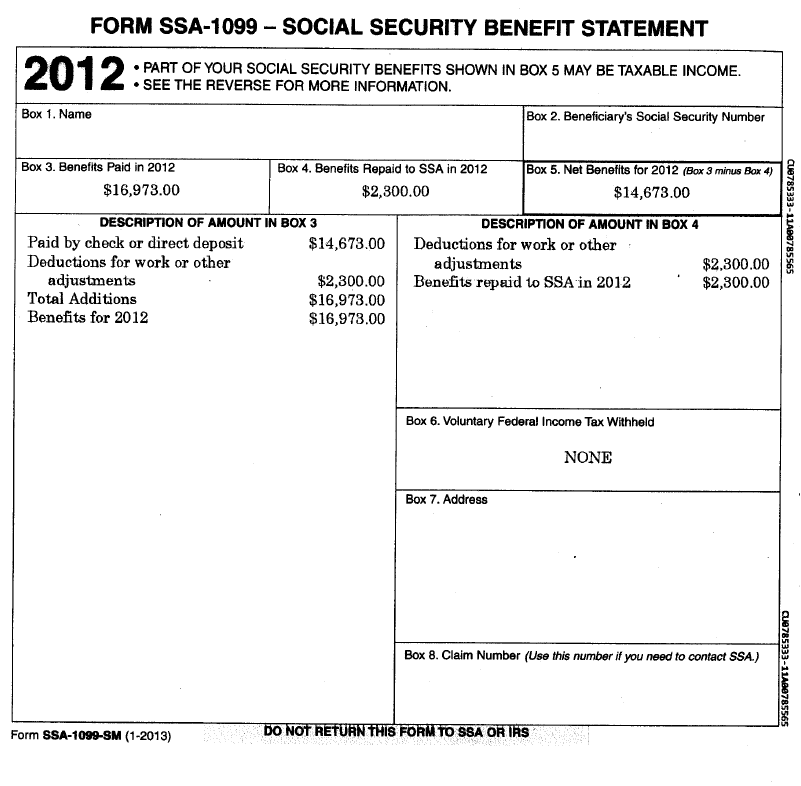 FORM SSA-1099 – SOCIAL SECURITY BENEFIT STATEMENT
2012
• PART OF YOUR SOCIAL SECURITY BENEFITS SHOWN IN BOX 5 MAY BE TAXABLE INCOME.
• SEE THE REVERSE FOR MORE INFORMATION.
Box 1. Name
Box 2. Beneficiary's Social Security Number
Box 3. Benefits Paid in 2012
$16,973.00
Box 4. Benefits Repaid to SSA in 2012
$2,300.00
Box 5. Net Benefits for 2012 (Box 3 minus Box 4)
$14,673.00
DESCRIPTION OF AMOUNT IN BOX 3
Paid by check or direct deposit $14,673.00
Deductions for work or other
adjustments $2,300.00
Total Additions $16,973.00
Benefits for 2012 $16,973.00
DESCRIPTION OF AMOUNT IN BOX 4
Deductions for work or other
adjustments $2,300.00
Benefits repaid to SSA in 2012 $2,300.00
Box 6. Voluntary Federal Income Tax Withheld
NONE
Box 7. Address
Box 8. Claim Number (Use this number if you need to contact SSA.)
CU0785333-11A00785565
CU0785333-11A00785565
Form SSA-1099-SM (1-2013)
DO NOT RETURN THIS FORM TO SSA OR IRS